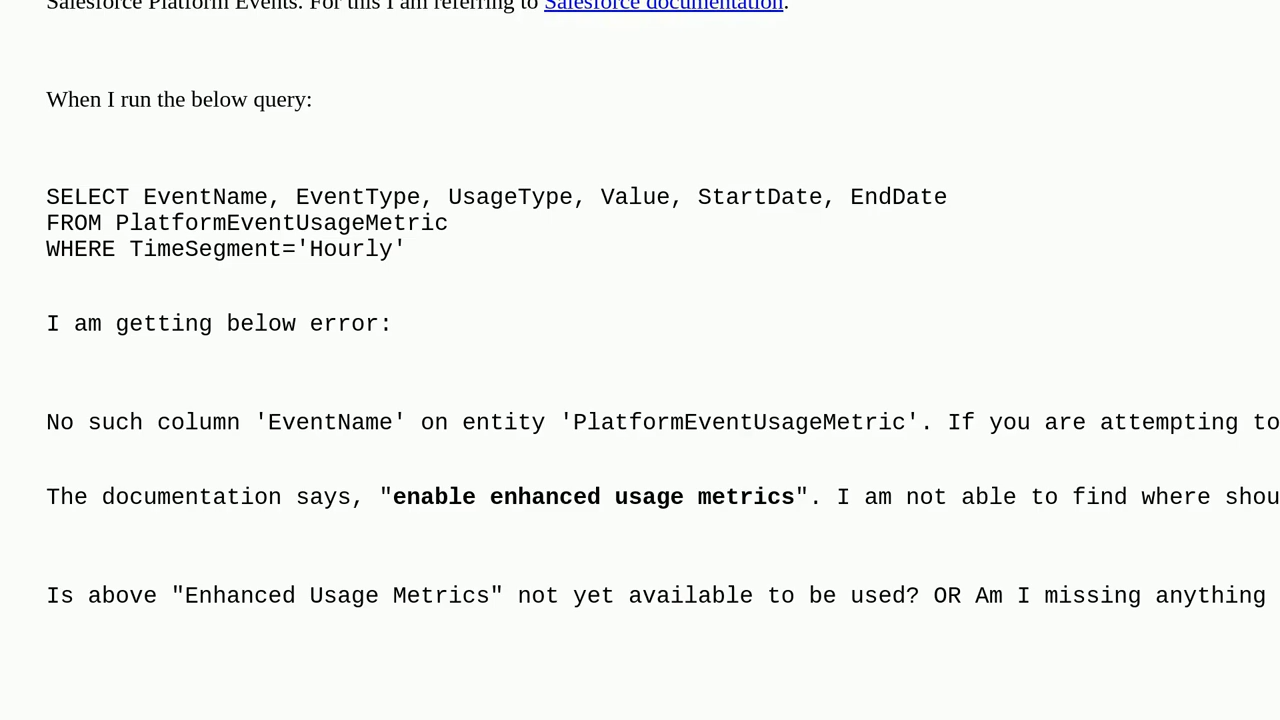 Salesforce Platform Events. For this I am referring to Salesforce documentation.
When I run the below query:
SELECT EventName, EventType, UsageType, Value, StartDate, EndDate
FROM PlatformEventUsageMetric
WHERE TimeSegment='Hourly'
I am getting below error:
No such column 'EventName' on entity 'PlatformEventUsageMetric'. If you are attempting to
The documentation says, "enable enhanced usage metrics". I am not able to find where shou
Is above "Enhanced Usage Metrics" not yet available to be used? OR Am I missing anything